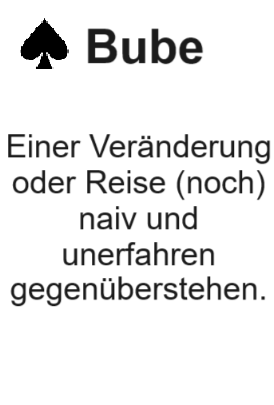 ♠ Bube
Einer Veränderung
oder Reise (noch)
naiv und
unerfahren
gegenüberstehen.